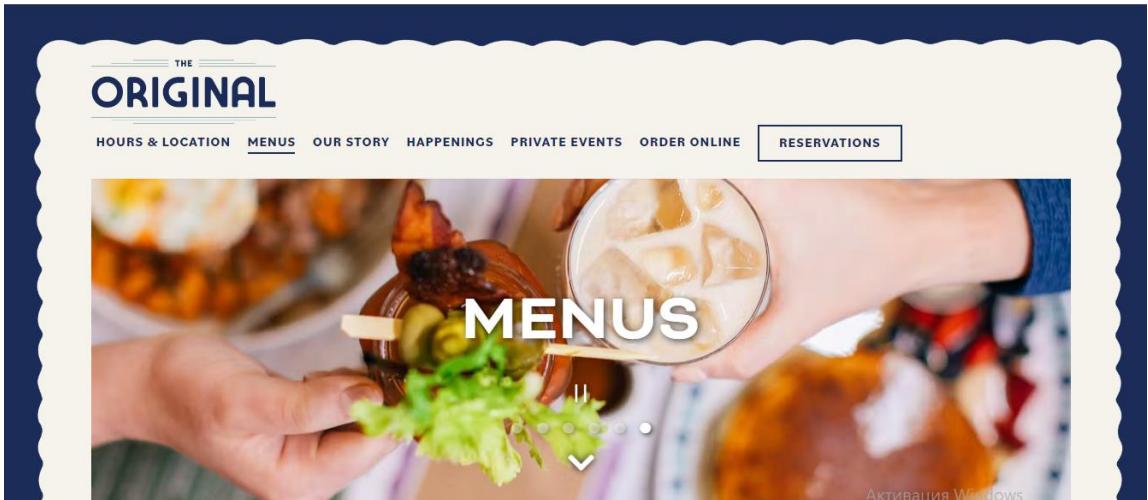 THE
ORIGINAL
HOURS & LOCATION MENUS OUR STORY HAPPENINGS PRIVATE EVENTS ORDER ONLINE RESERVATIONS
MENUS
Активация Windows